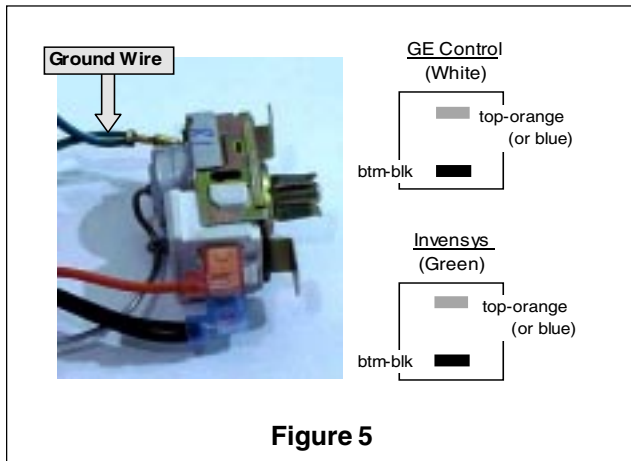 Ground Wire
GE Control
(White)
top-orange
(or blue)
btm-blk
Invensys
(Green)
top-orange
(or blue)
btm-blk
Figure 5